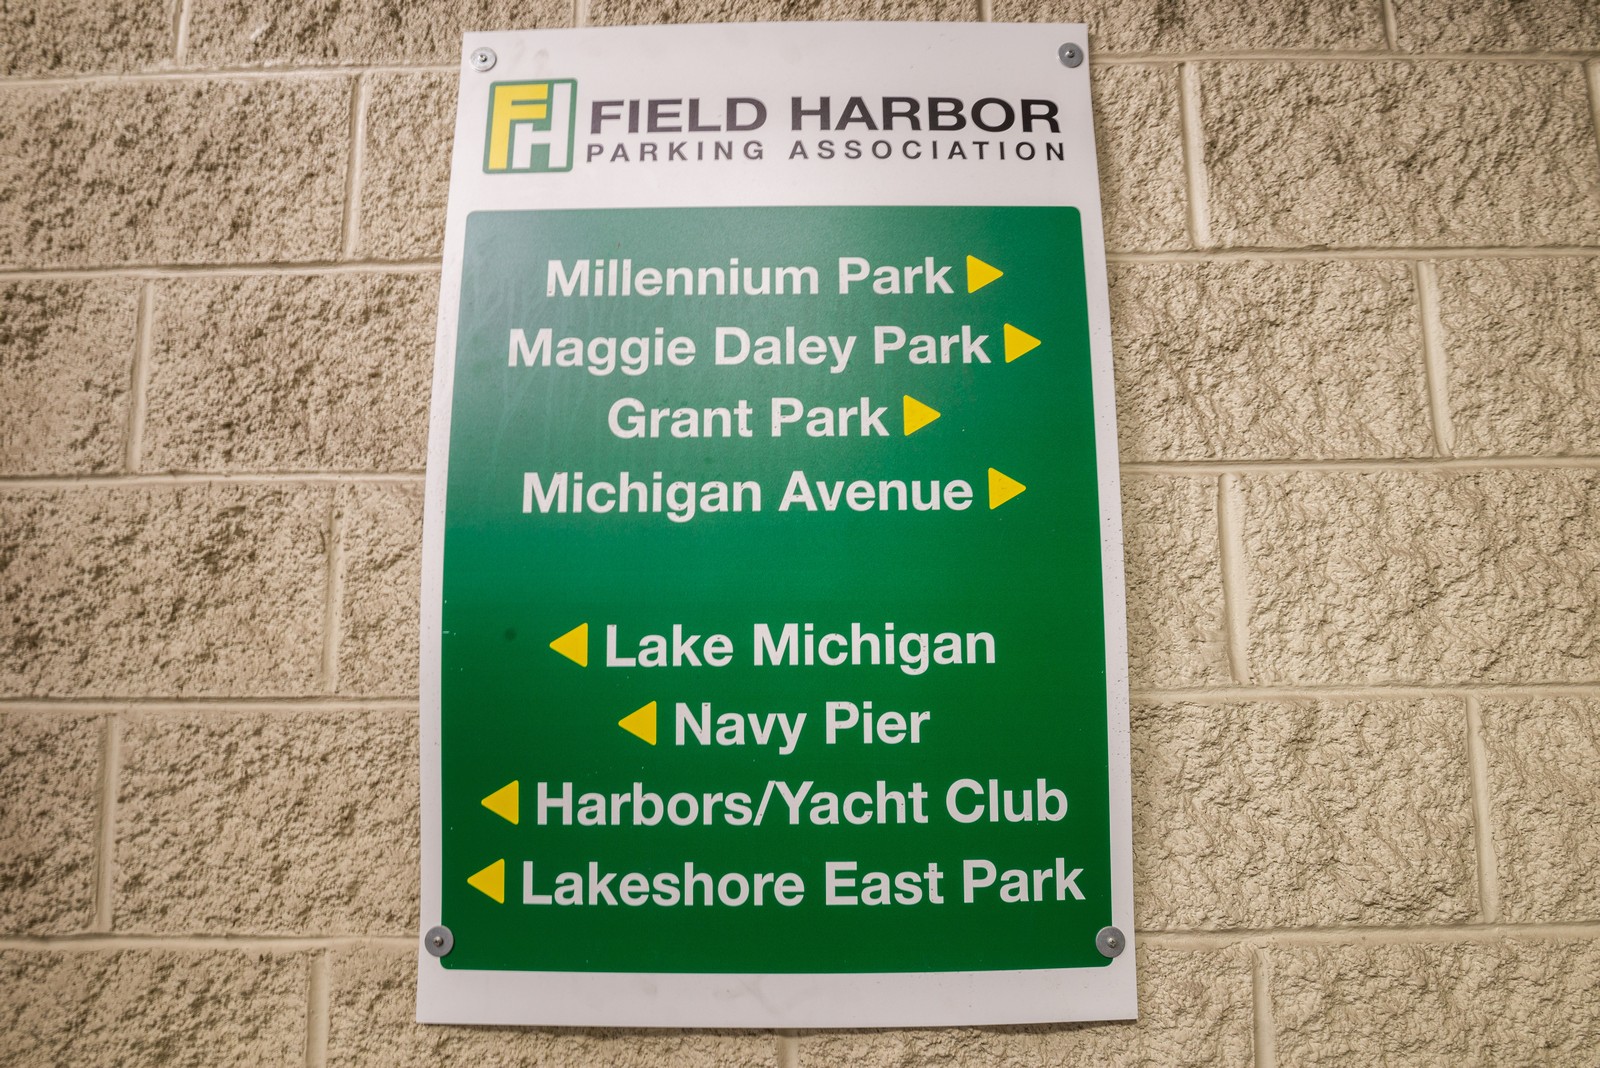 FH
FIELD HARBOR
PARKING ASSOCIATION
Millennium Park
Maggie Daley Park
Grant Park
Michigan Avenue
Lake Michigan
Navy Pier
Harbors/Yacht Club
Lakeshore East Park